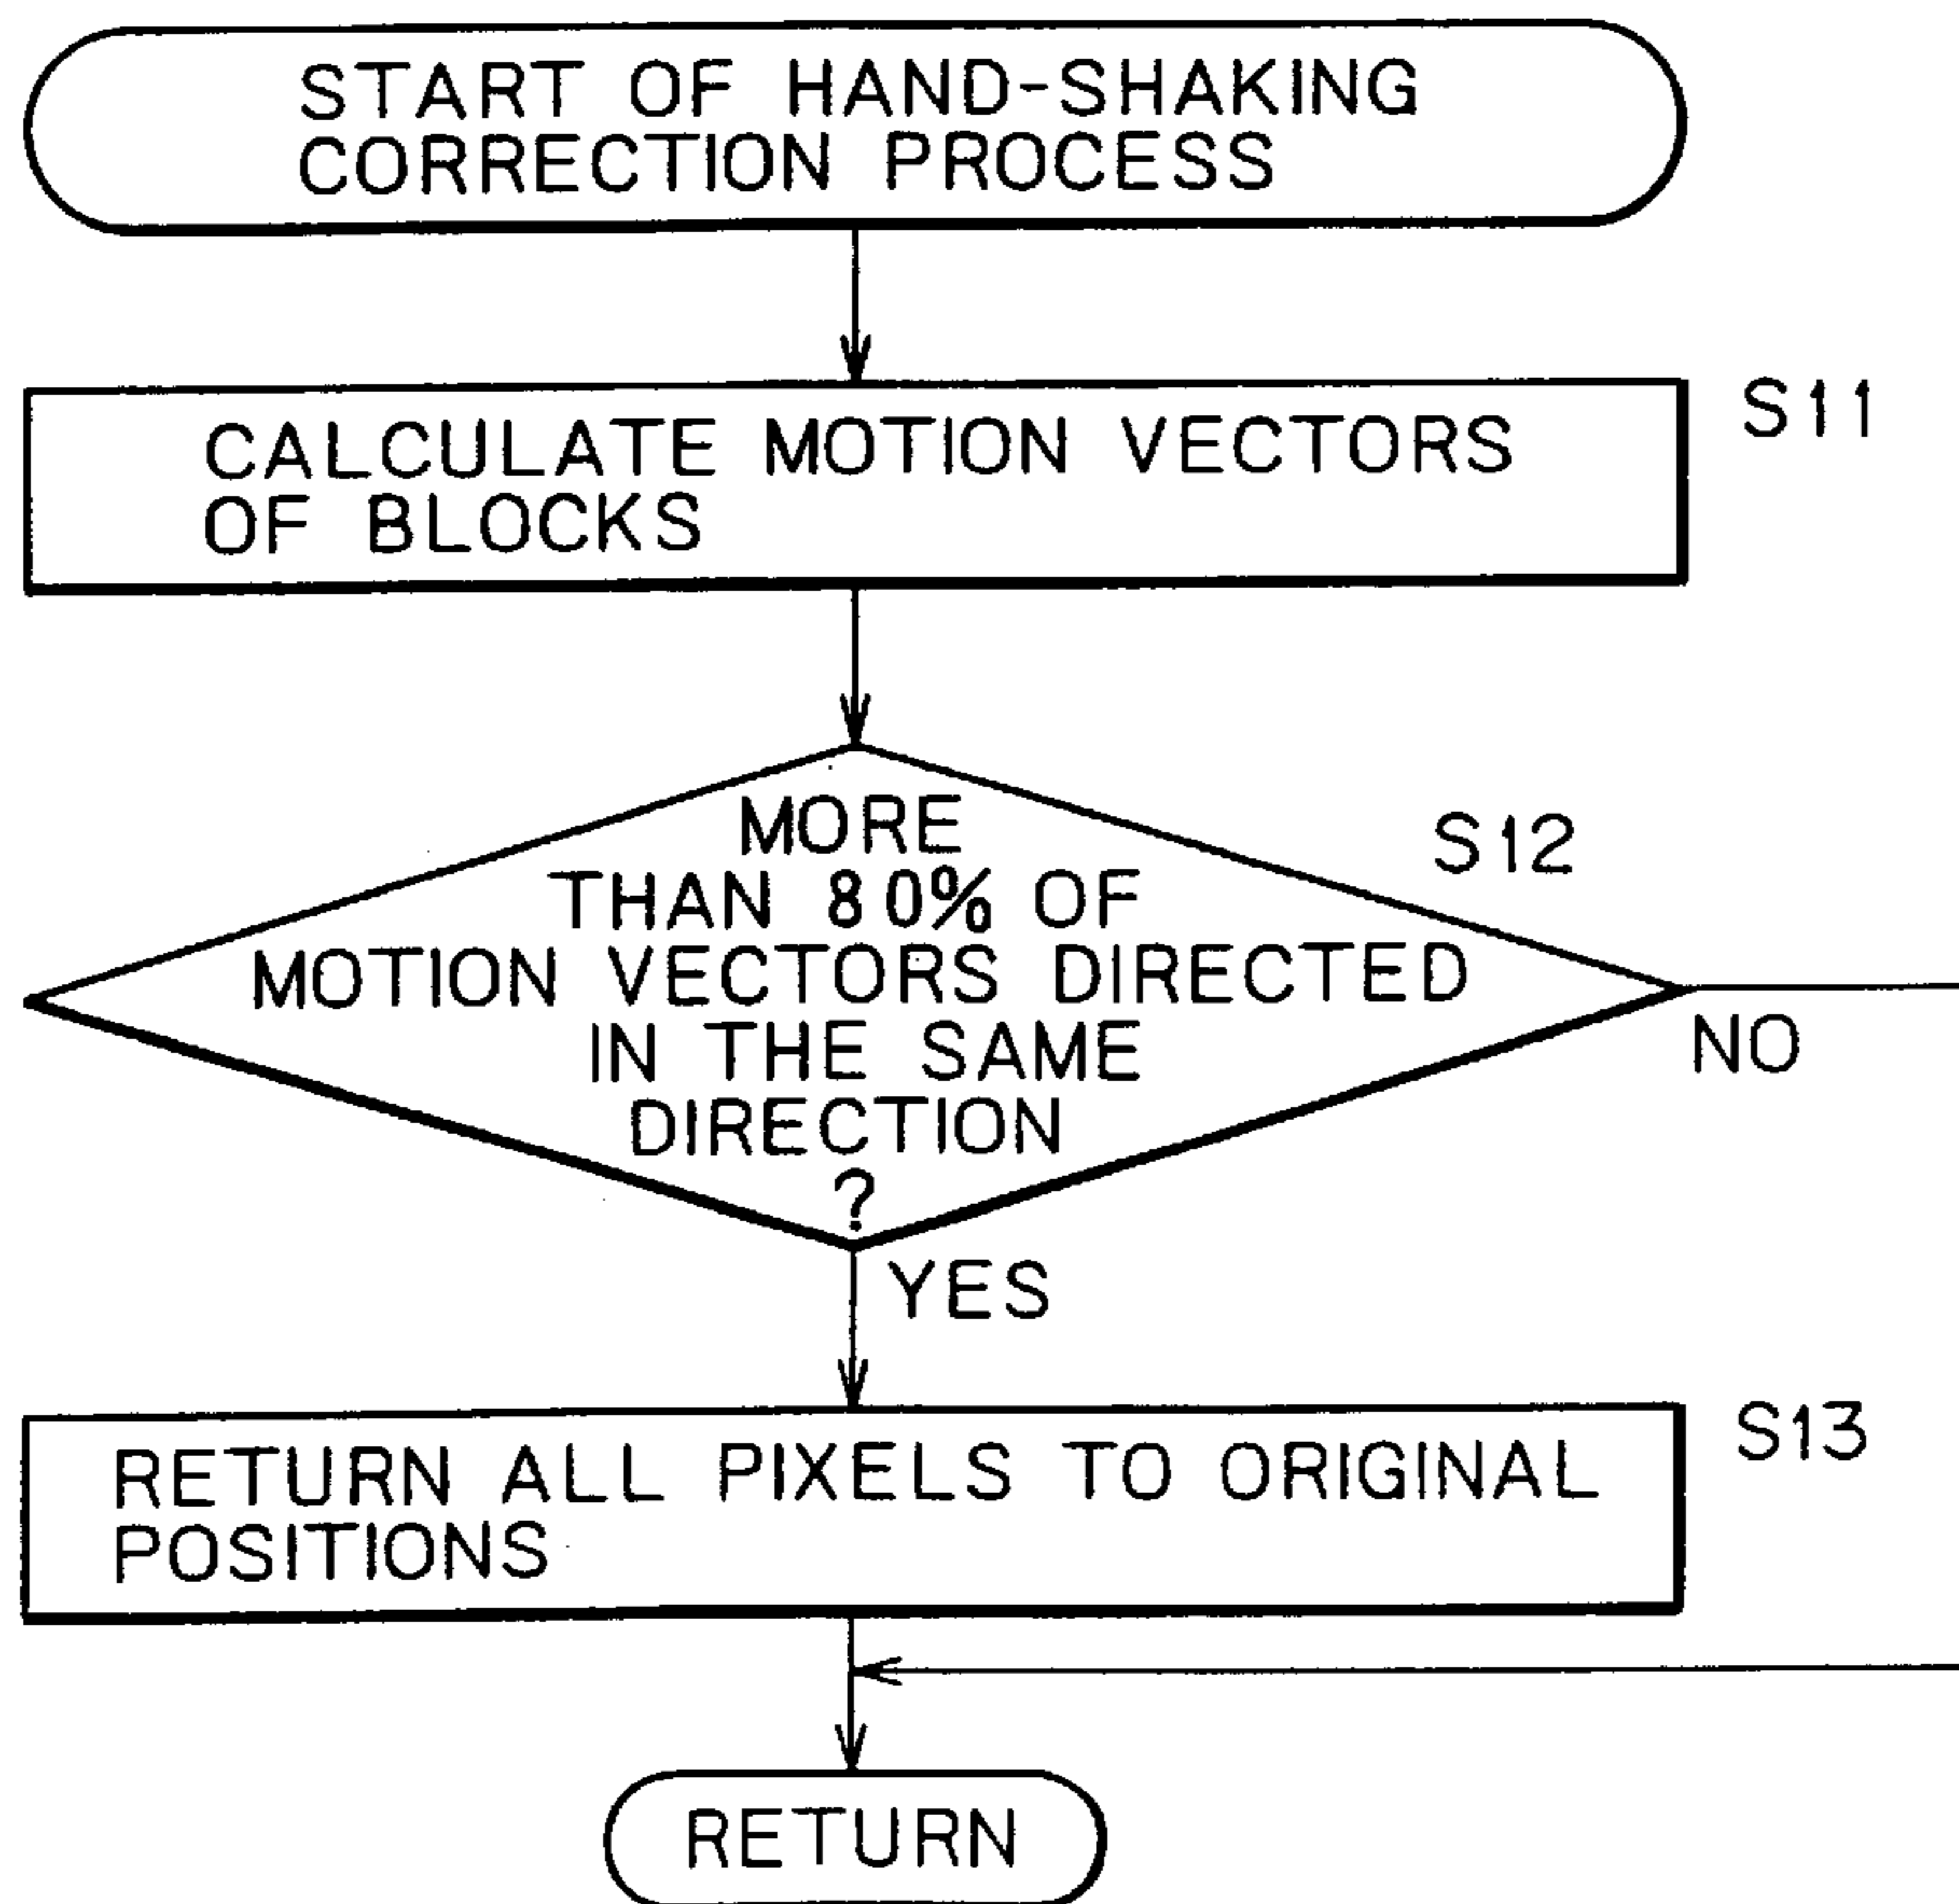 START OF HAND-SHAKING
CORRECTION PROCESS
CALCULATE MOTION VECTORS
OF BLOCKS
S11
MORE
THAN 80% OF
MOTION VECTORS DIRECTED
IN THE SAME
DIRECTION
?
S12
NO
YES
RETURN ALL PIXELS TO ORIGINAL
POSITIONS
S13
RETURN